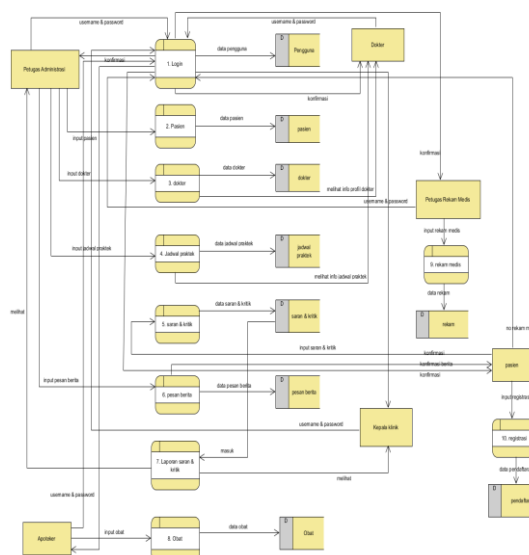 username & password
username & password
Petugas Administrasi
konfirmasi
1. Login
data pengguna
D
Pengguna
Dokter
konfirmasi
input pasien
2. Pasien
data pasien
D
pasien
input dokter
3. dokter
data dokter
D
dokter
melihat info profil dokter
konfirmasi
username & password
Petugas Rekam Medis
input rekam medis
9. rekam medis
data rekam
D
rekam
input jadwal praktek
4. Jadwal praktek
data jadwal praktek
D
jadwal
praktek
melihat info jadwal praktek
melihat
5. saran & kritik
data saran & kritik
D
saran & kritik
input saran & kritik
no rekam
konfirmasi
konfirmasi berita
konfirmasi
pasien
input pesan berita
6. pesan berita
data pesan berita
D
pesan berita
input registrasi
10. registrasi
data pendaftaran
D
username & password
Kepala klinik
masuk
7. Laporan saran &
kritik
melihat
username & password
Apoteker
input obat
8. Obat
data obat
D
Obat